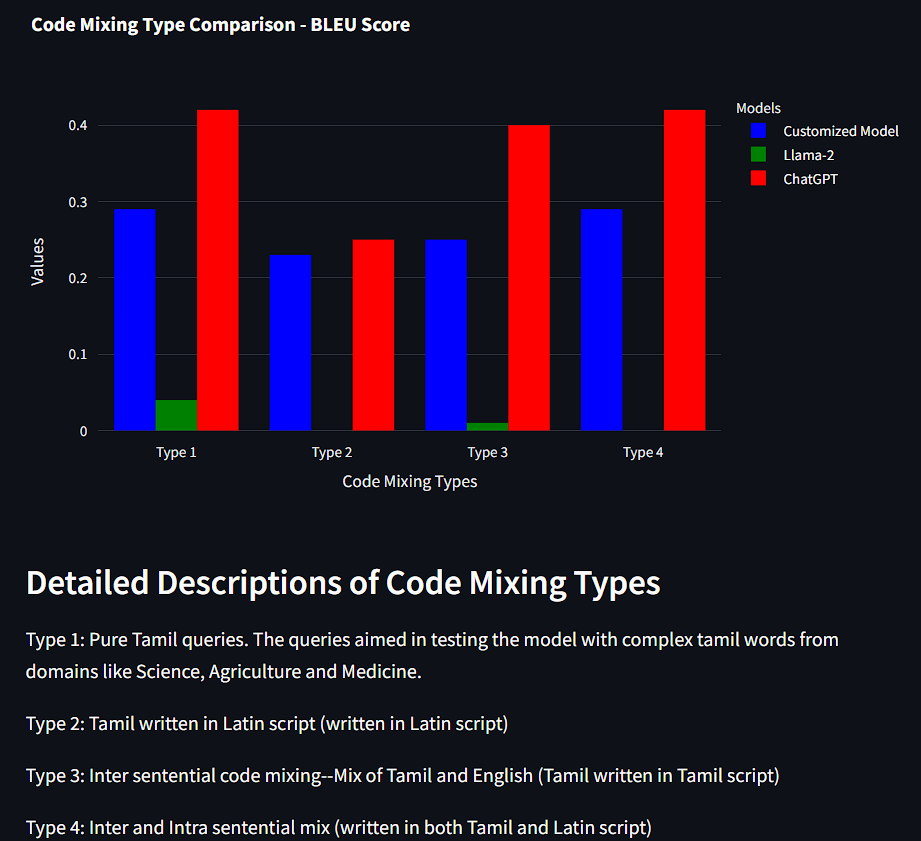 Code Mixing Type Comparison - BLEU Score
Models
Customized Model
Llama-2
ChatGPT
0.4
0.3
0.2
0.1
0
Values
Type 1
Type 2
Type 3
Type 4
Code Mixing Types
Detailed Descriptions of Code Mixing Types
Type 1: Pure Tamil queries. The queries aimed in testing the model with complex tamil words from
domains like Science, Agriculture and Medicine.
Type 2: Tamil written in Latin script (written in Latin script)
Type 3: Inter sentential code mixing--Mix of Tamil and English (Tamil written in Tamil script)
Type 4: Inter and Intra sentential mix (written in both Tamil and Latin script)